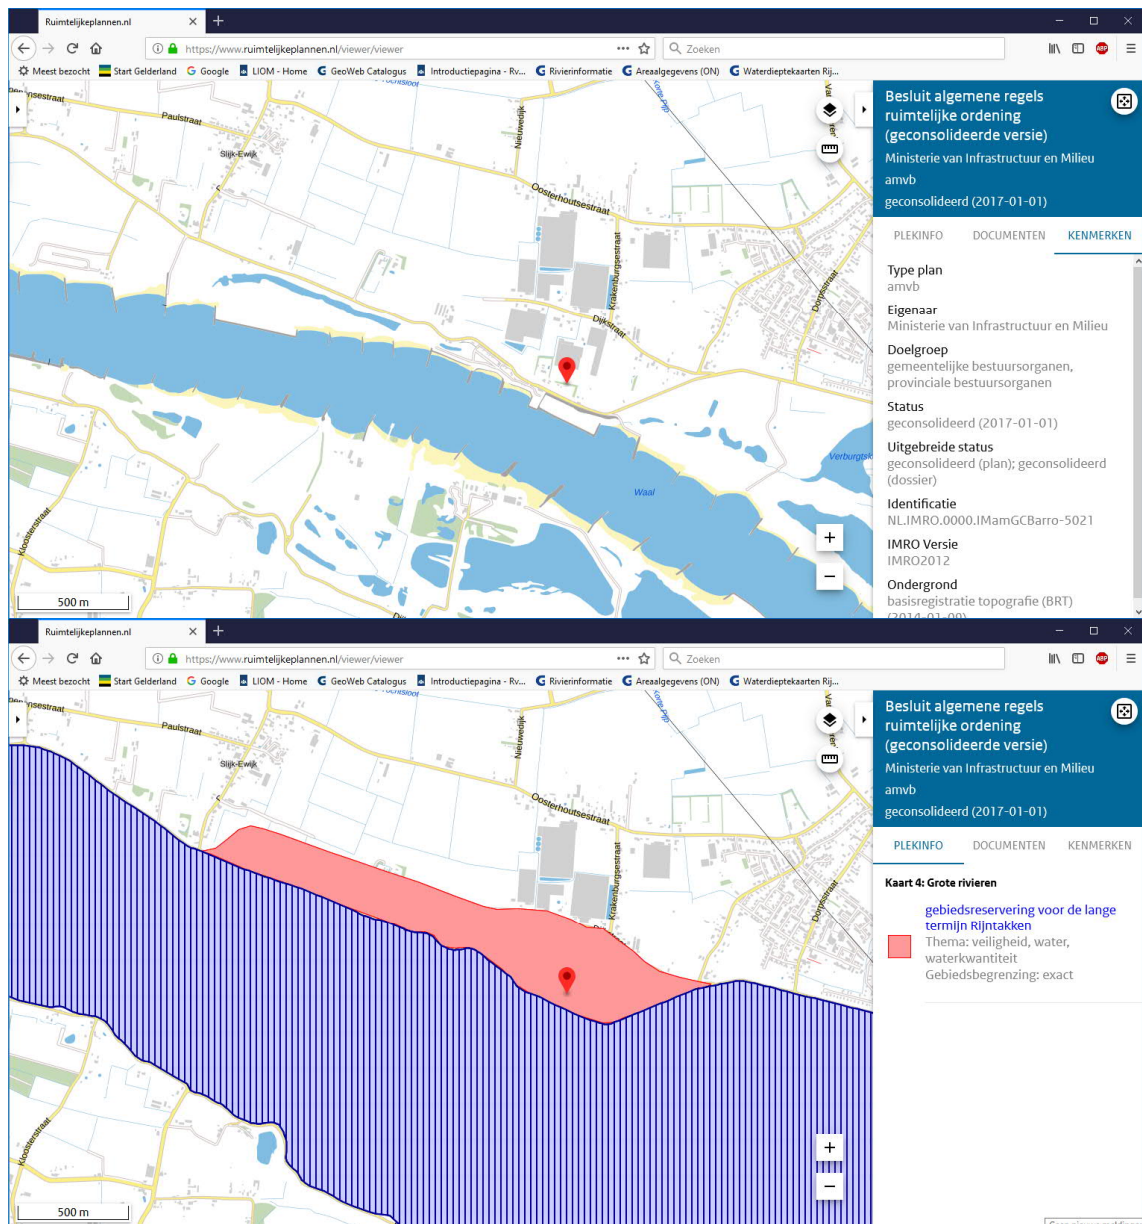 Ruimtelijkeplannen.nl
https://www.ruimtelijkeplannen.nl/viewer/viewer
Zoeken
Meest bezocht Start Gelderland Google LIOM - Home GeoWeb Catalogus Introductiepagina - Rv... Rivierinformatie Areaalgegevens (ON) Waterdieptekaarten Rij...
Paulstraat
Slijk-Ewijk
Nieuwedijk
Korte Pijp
Oosterhoutsestraat
Krakenburgsestraat
Dijkstraat
Dorpsstraat
Waal
Kloosterstraat
500 m
Besluit algemene regels
ruimtelijke ordening
(geconsolideerde versie)
Ministerie van Infrastructuur en Milieu
amvb
geconsolideerd (2017-01-01)
PLEKINFO DOCUMENTEN KENMERKEN
Type plan
amvb
Eigenaar
Ministerie van Infrastructuur en Milieu
Doelgroep
gemeentelijke bestuursorganen,
provinciale bestuursorganen
Status
geconsolideerd (2017-01-01)
Uitgebreide status
geconsolideerd (plan); geconsolideerd
(dossier)
Identificatie
NL.IMRO.0000.IMamGCBarro-5021
IMRO Versie
IMRO2012
Ondergrond
basisregistratie topografie (BRT)
Ruimtelijkeplannen.nl
https://www.ruimtelijkeplannen.nl/viewer/viewer
Zoeken
Meest bezocht Start Gelderland Google LIOM - Home GeoWeb Catalogus Introductiepagina - Rv... Rivierinformatie Areaalgegevens (ON) Waterdieptekaarten Rij...
Paulstraat
Slijk-Ewijk
Nieuwedijk
Korte Pijp
Oosterhoutsestraat
Krakenburgsestraat
Dorpsstraat
Kloosterstraat
500 m
Besluit algemene regels
ruimtelijke ordening
(geconsolideerde versie)
Ministerie van Infrastructuur en Milieu
amvb
geconsolideerd (2017-01-01)
PLEKINFO DOCUMENTEN KENMERKEN
Kaart 4: Grote rivieren
gebiedsreservering voor de lange
termijn Rijntakken
Thema: veiligheid, water,
waterkwantiteit
Gebiedsbegrenzing: exact